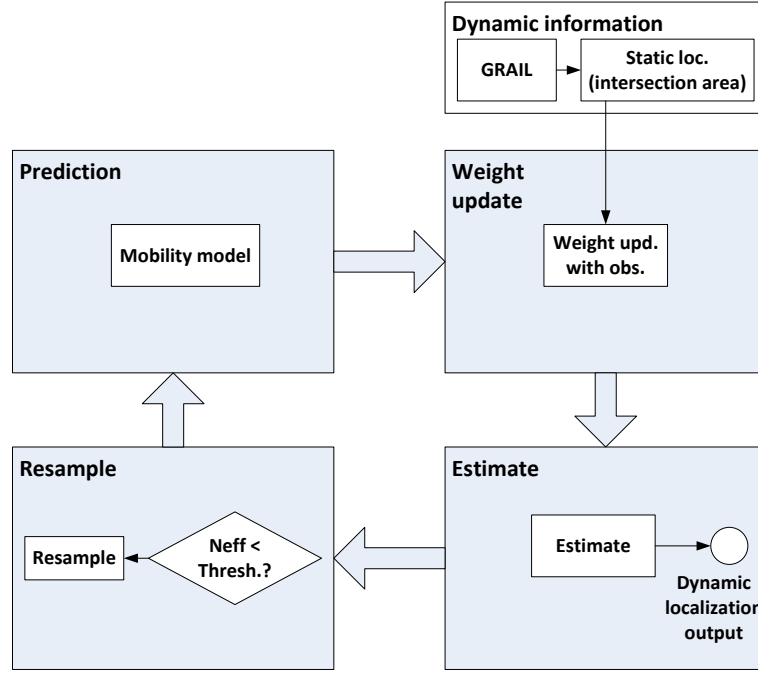 Dynamic information
GRAIL
Static loc.
(intersection area)
Prediction
Mobility model
Weight
update
Weight upd.
with obs.
Resample
Resample
Neff <
Thresh.?
Estimate
Estimate
Dynamic
localization
output